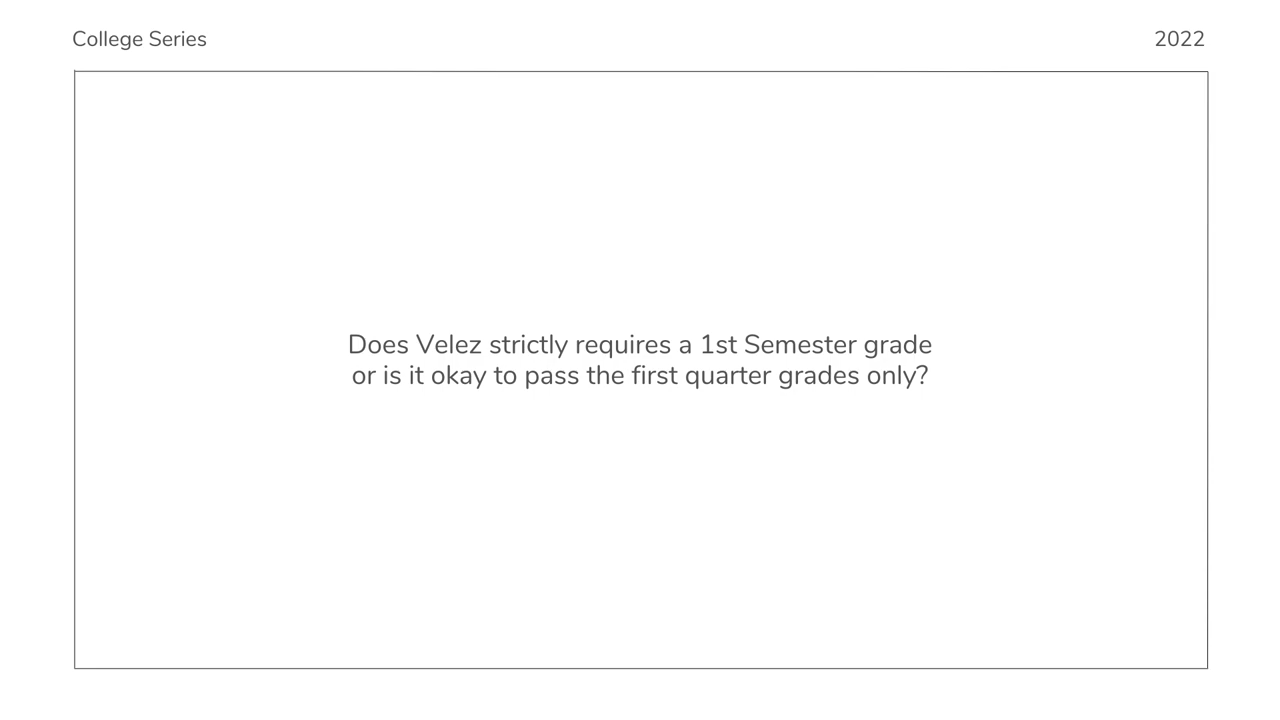 College Series
2022
Does Velez strictly requires a 1st Semester grade
or is it okay to pass the first quarter grades only?